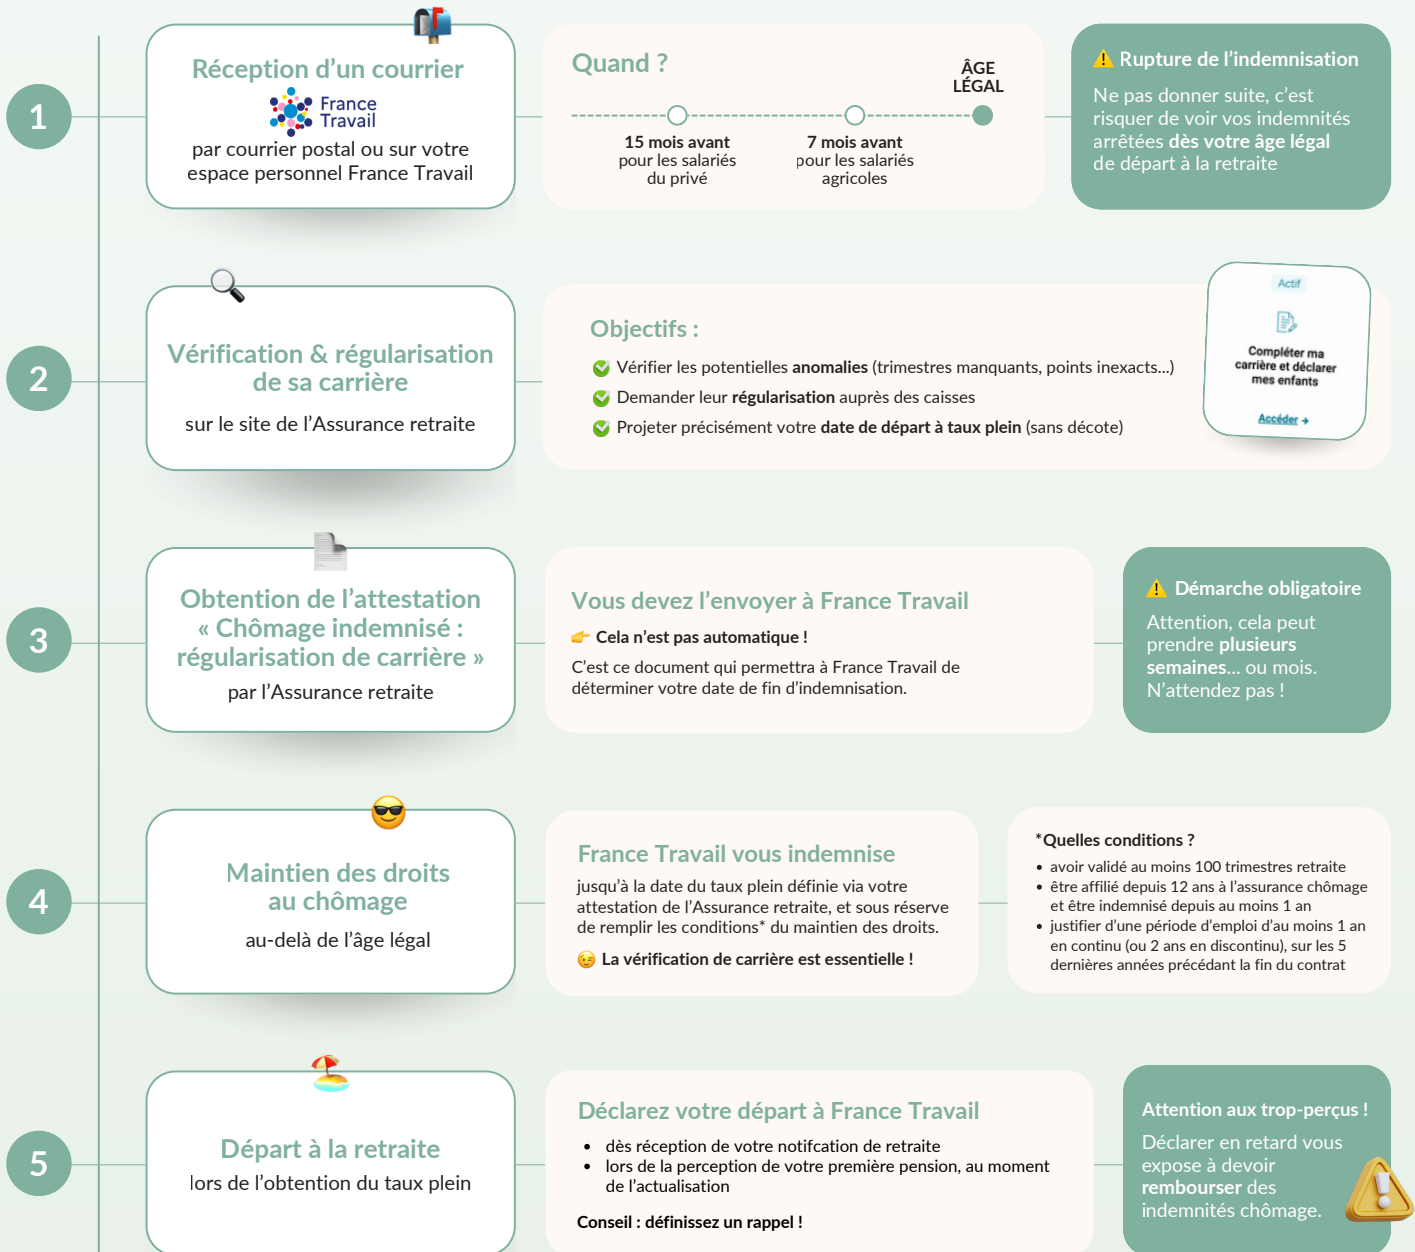 1
Réception d’un courrier
France
Travail
par courrier postal ou sur votre
espace personnel France Travail
Quand ?
ÂGE
LÉGAL
15 mois avant
pour les salariés
du privé
7 mois avant
pour les salariés
agricoles
Rupture de l’indemnisation
Ne pas donner suite, c’est
risquer de voir vos indemnités
arrêtées dès votre âge légal
de départ à la retraite
2
Vérification & régularisation
de sa carrière
sur le site de l’Assurance retraite
Objectifs :
Vérifier les potentielles anomalies (trimestres manquants, points inexacts...)
Demander leur régularisation auprès des caisses
Projeter précisément votre date de départ à taux plein (sans décote)
Actif
Compléter ma
carrière et déclarer
mes enfants
Accéder →
3
Obtention de l’attestation
« Chômage indemnisé :
régularisation de carrière »
par l’Assurance retraite
Vous devez l’envoyer à France Travail
Cela n’est pas automatique !
C’est ce document qui permettra à France Travail de
déterminer votre date de fin d’indemnisation.
Démarche obligatoire
Attention, cela peut
prendre plusieurs
semaines... ou mois.
N’attendez pas !
4
Maintien des droits
au chômage
au-delà de l’âge légal
France Travail vous indemnise
jusqu’à la date du taux plein définie via votre
attestation de l’Assurance retraite, et sous réserve
de remplir les conditions* du maintien des droits.
La vérification de carrière est essentielle !
*Quelles conditions ?
• avoir validé au moins 100 trimestres retraite
• être affilié depuis 12 ans à l’assurance chômage
et être indemnisé depuis au moins 1 an
• justifier d’une période d’emploi d’au moins 1 an
en continu (ou 2 ans en discontinu), sur les 5
dernières années précédant la fin du contrat
5
Départ à la retraite
lors de l’obtention du taux plein
Déclarez votre départ à France Travail
• dès réception de votre notifcation de retraite
• lors de la perception de votre première pension, au moment
de l’actualisation
Conseil : définissez un rappel !
Attention aux trop-perçus !
Déclarer en retard vous
expose à devoir
rembourser des
indemnités chômage.